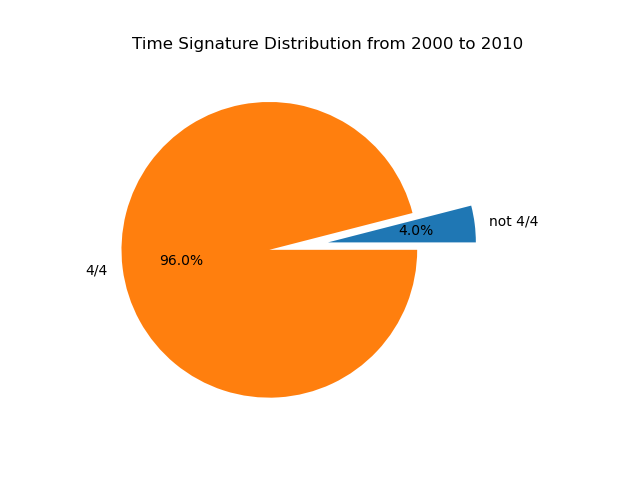 Time Signature Distribution from 2000 to 2010
not 4/4
4.0%
96.0%
4/4